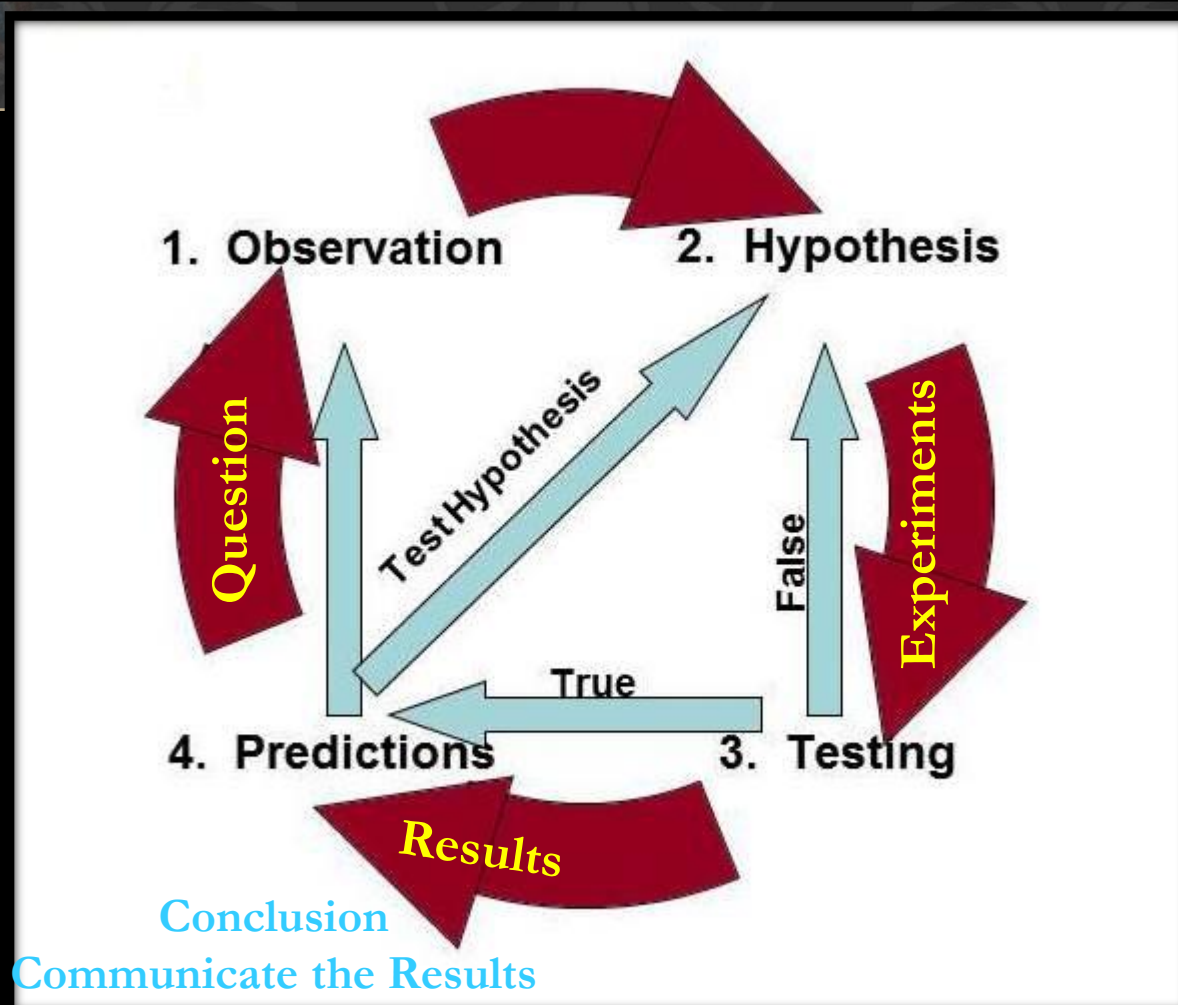 1. Observation
2. Hypothesis
Question
Test Hypothesis
False
Experiments
True
4. Predictions
3. Testing
Results
Conclusion
Communicate the Results